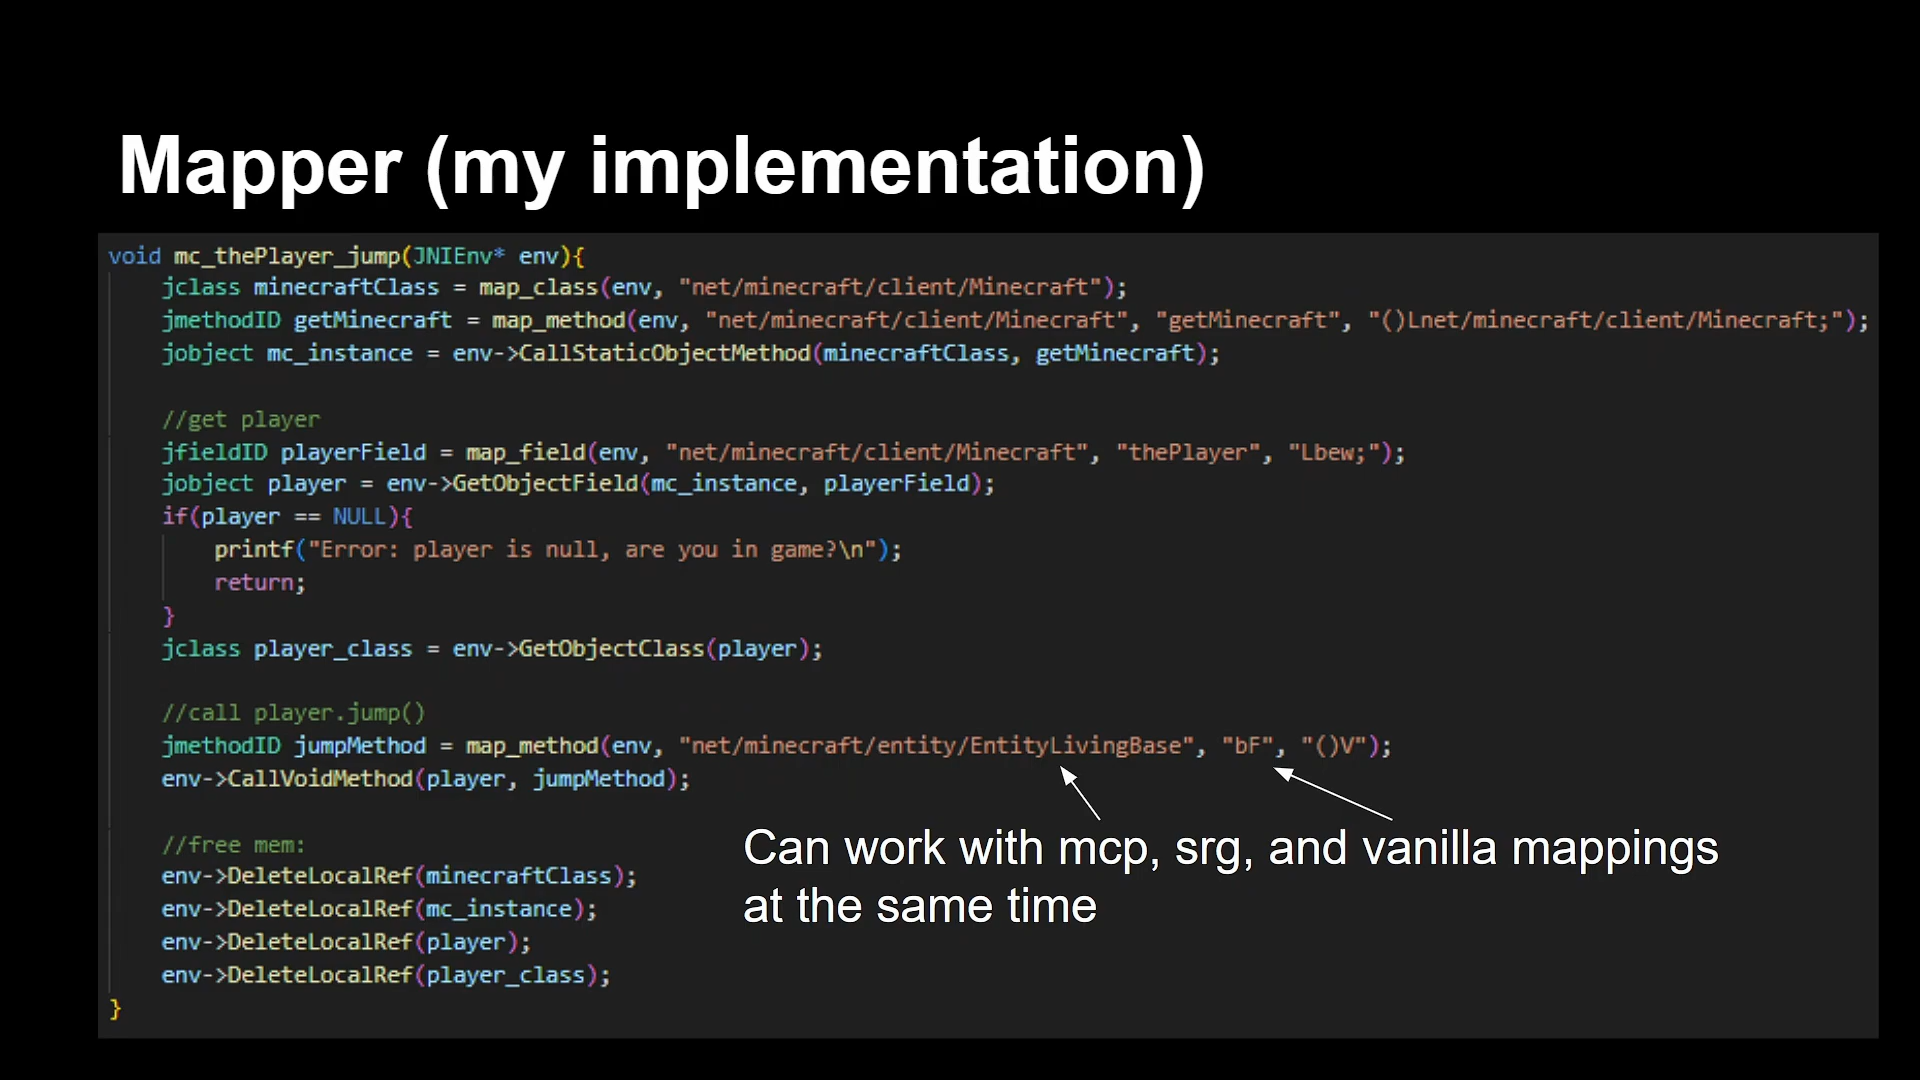 Mapper (my implementation)
void mc_thePlayer_jump(JNIEnv* env){
jclass minecraftClass = map_class(env, "net/minecraft/client/Minecraft");
jmethodID getMinecraft = map_method(env, "net/minecraft/client/Minecraft", "getMinecraft", "()Lnet/minecraft/client/Minecraft;");
jobject mc_instance = env->CallStaticObjectMethod(minecraftClass, getMinecraft);
//get player
jfieldID playerField = map_field(env, "net/minecraft/client/Minecraft", "thePlayer", "Lbew;");
jobject player = env->GetObjectField(mc_instance, playerField);
if(player == NULL){
printf("Error: player is null, are you in game?\n");
return;
}
jclass player_class = env->GetObjectClass(player);
//call player.jump()
jmethodID jumpMethod = map_method(env, "net/minecraft/entity/EntityLivingBase", "bF", "()V");
env->CallVoidMethod(player, jumpMethod);
Can work with mcp, srg, and vanilla mappings
at the same time
//free mem:
env->DeleteLocalRef(minecraftClass);
env->DeleteLocalRef(mc_instance);
env->DeleteLocalRef(player);
env->DeleteLocalRef(player_class);
}